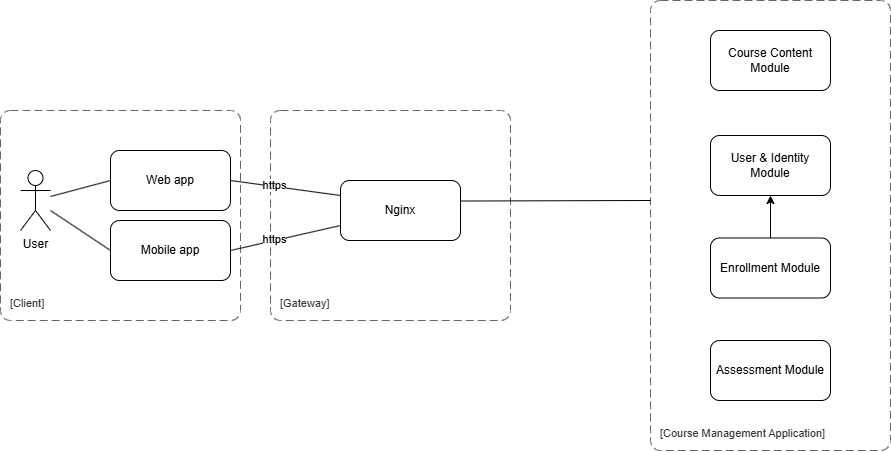 Course Content
Module
User & Identity
Module
Enrollment Module
Assessment Module
[Course Management Application]
Web app
Mobile app
User
[Client]
https
https
Nginx
[Gateway]